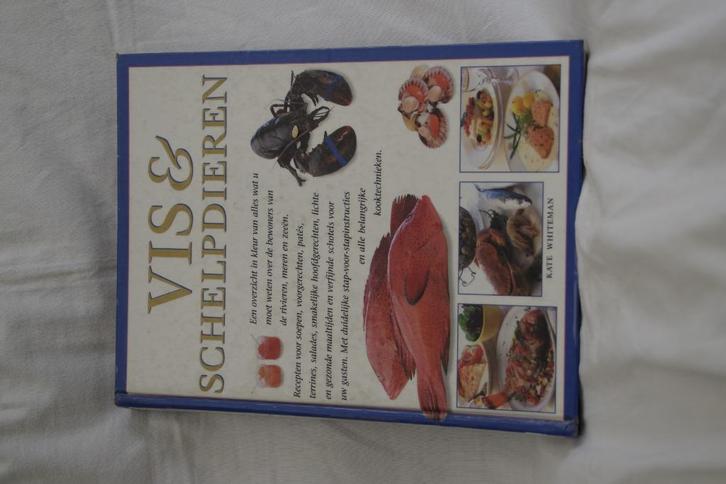 VIS &
SCHELPDIEREN
Een overzicht in kleur van alles wat u
moet weten over de bewoners van
de rivieren, meren en zeeën.
Recepten voor soepen, voorgerechten, patés,
terrines, salades, smakelijke hoofdgerechten, lichte
en gezonde maaltijden en verfijnde schotels voor
uw gasten. Met duidelijke stap-voor-stapinstructies
en alle belangrijke
kooktechnieken.
KATE WHITEMAN